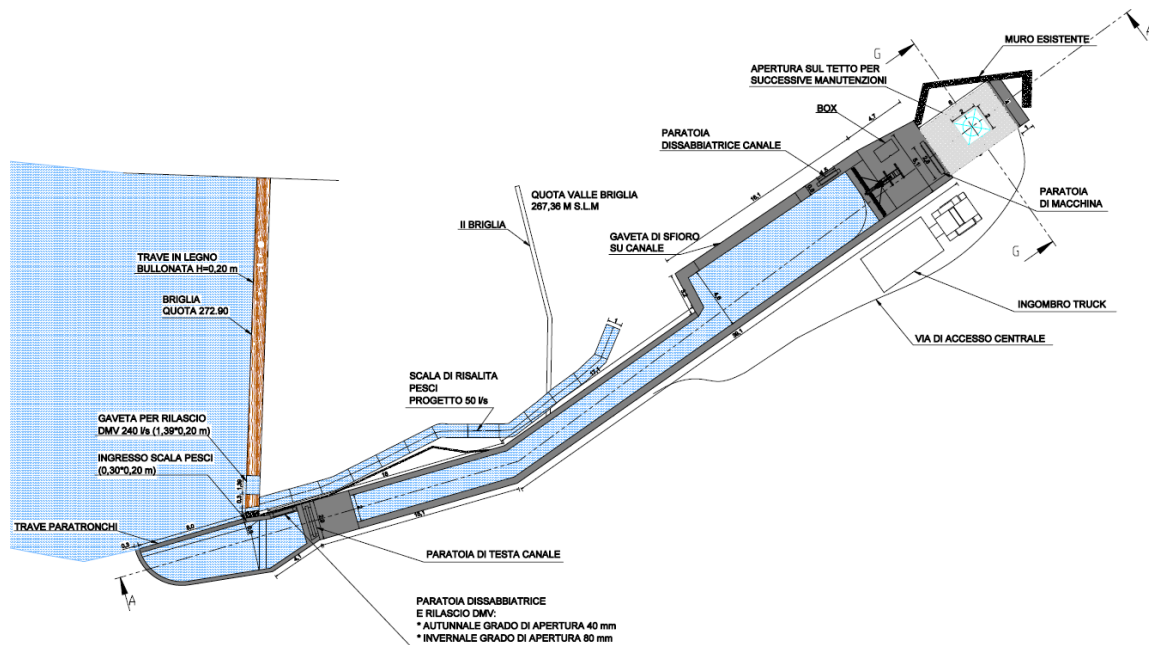 MURO ESISTENTE
A
G
APERTURA SUL TETTO PER
SUCCESSIVE MANUTENZIONI
BOX
PARATOIA
DISSABBIATRICE CANALE
4,7
16,1
QUOTA VALLE BRIGLIA
267,36 M S.L.M
II BRIGLIA
GAVETA DI SFIORO
SU CANALE
PARATOIA
DI MACCHINA
G
INGOMBRO TRUCK
VIA DI ACCESSO CENTRALE
TRAVE IN LEGNO
BULLONATA H=0,20 m
BRIGLIA
QUOTA 272.90
SCALA DI RISALITA
PESCI
PROGETTO 50 l/s
GAVETA PER RILASCIO
DMV 240 l/s (1,39*0,20 m)
INGRESSO SCALA PESCI
(0,30*0,20 m)
TRAVE PARATRONCHI
PARATOIA DI TESTA CANALE
A
PARATOIA DISSABBIATRICE
E RILASCIO DMV:
* AUTUNNALE GRADO DI APERTURA 40 mm
* INVERNALE GRADO DI APERTURA 80 mm